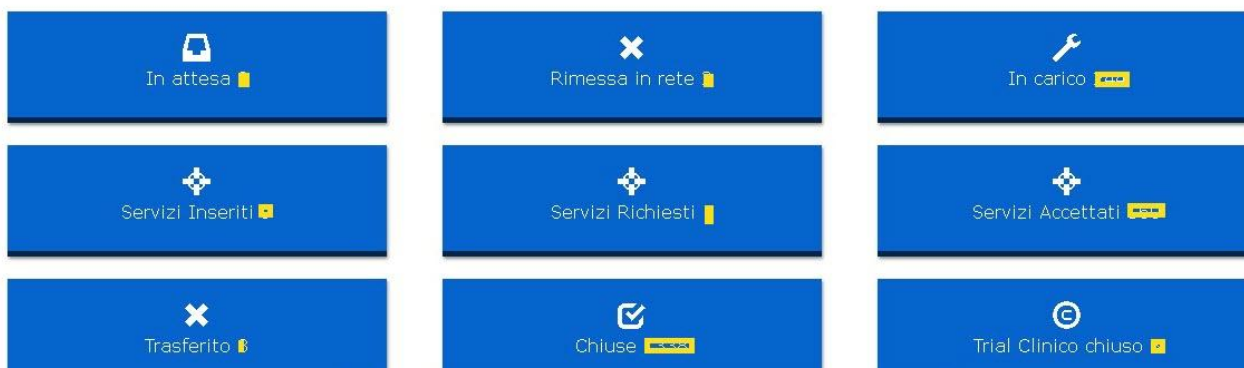 In attesa
Rimessa in rete
In carico
Servizi Inseriti
Servizi Richiesti
Servizi Accettati
Trasferito
Chiuse
Trial Clinico chiuso